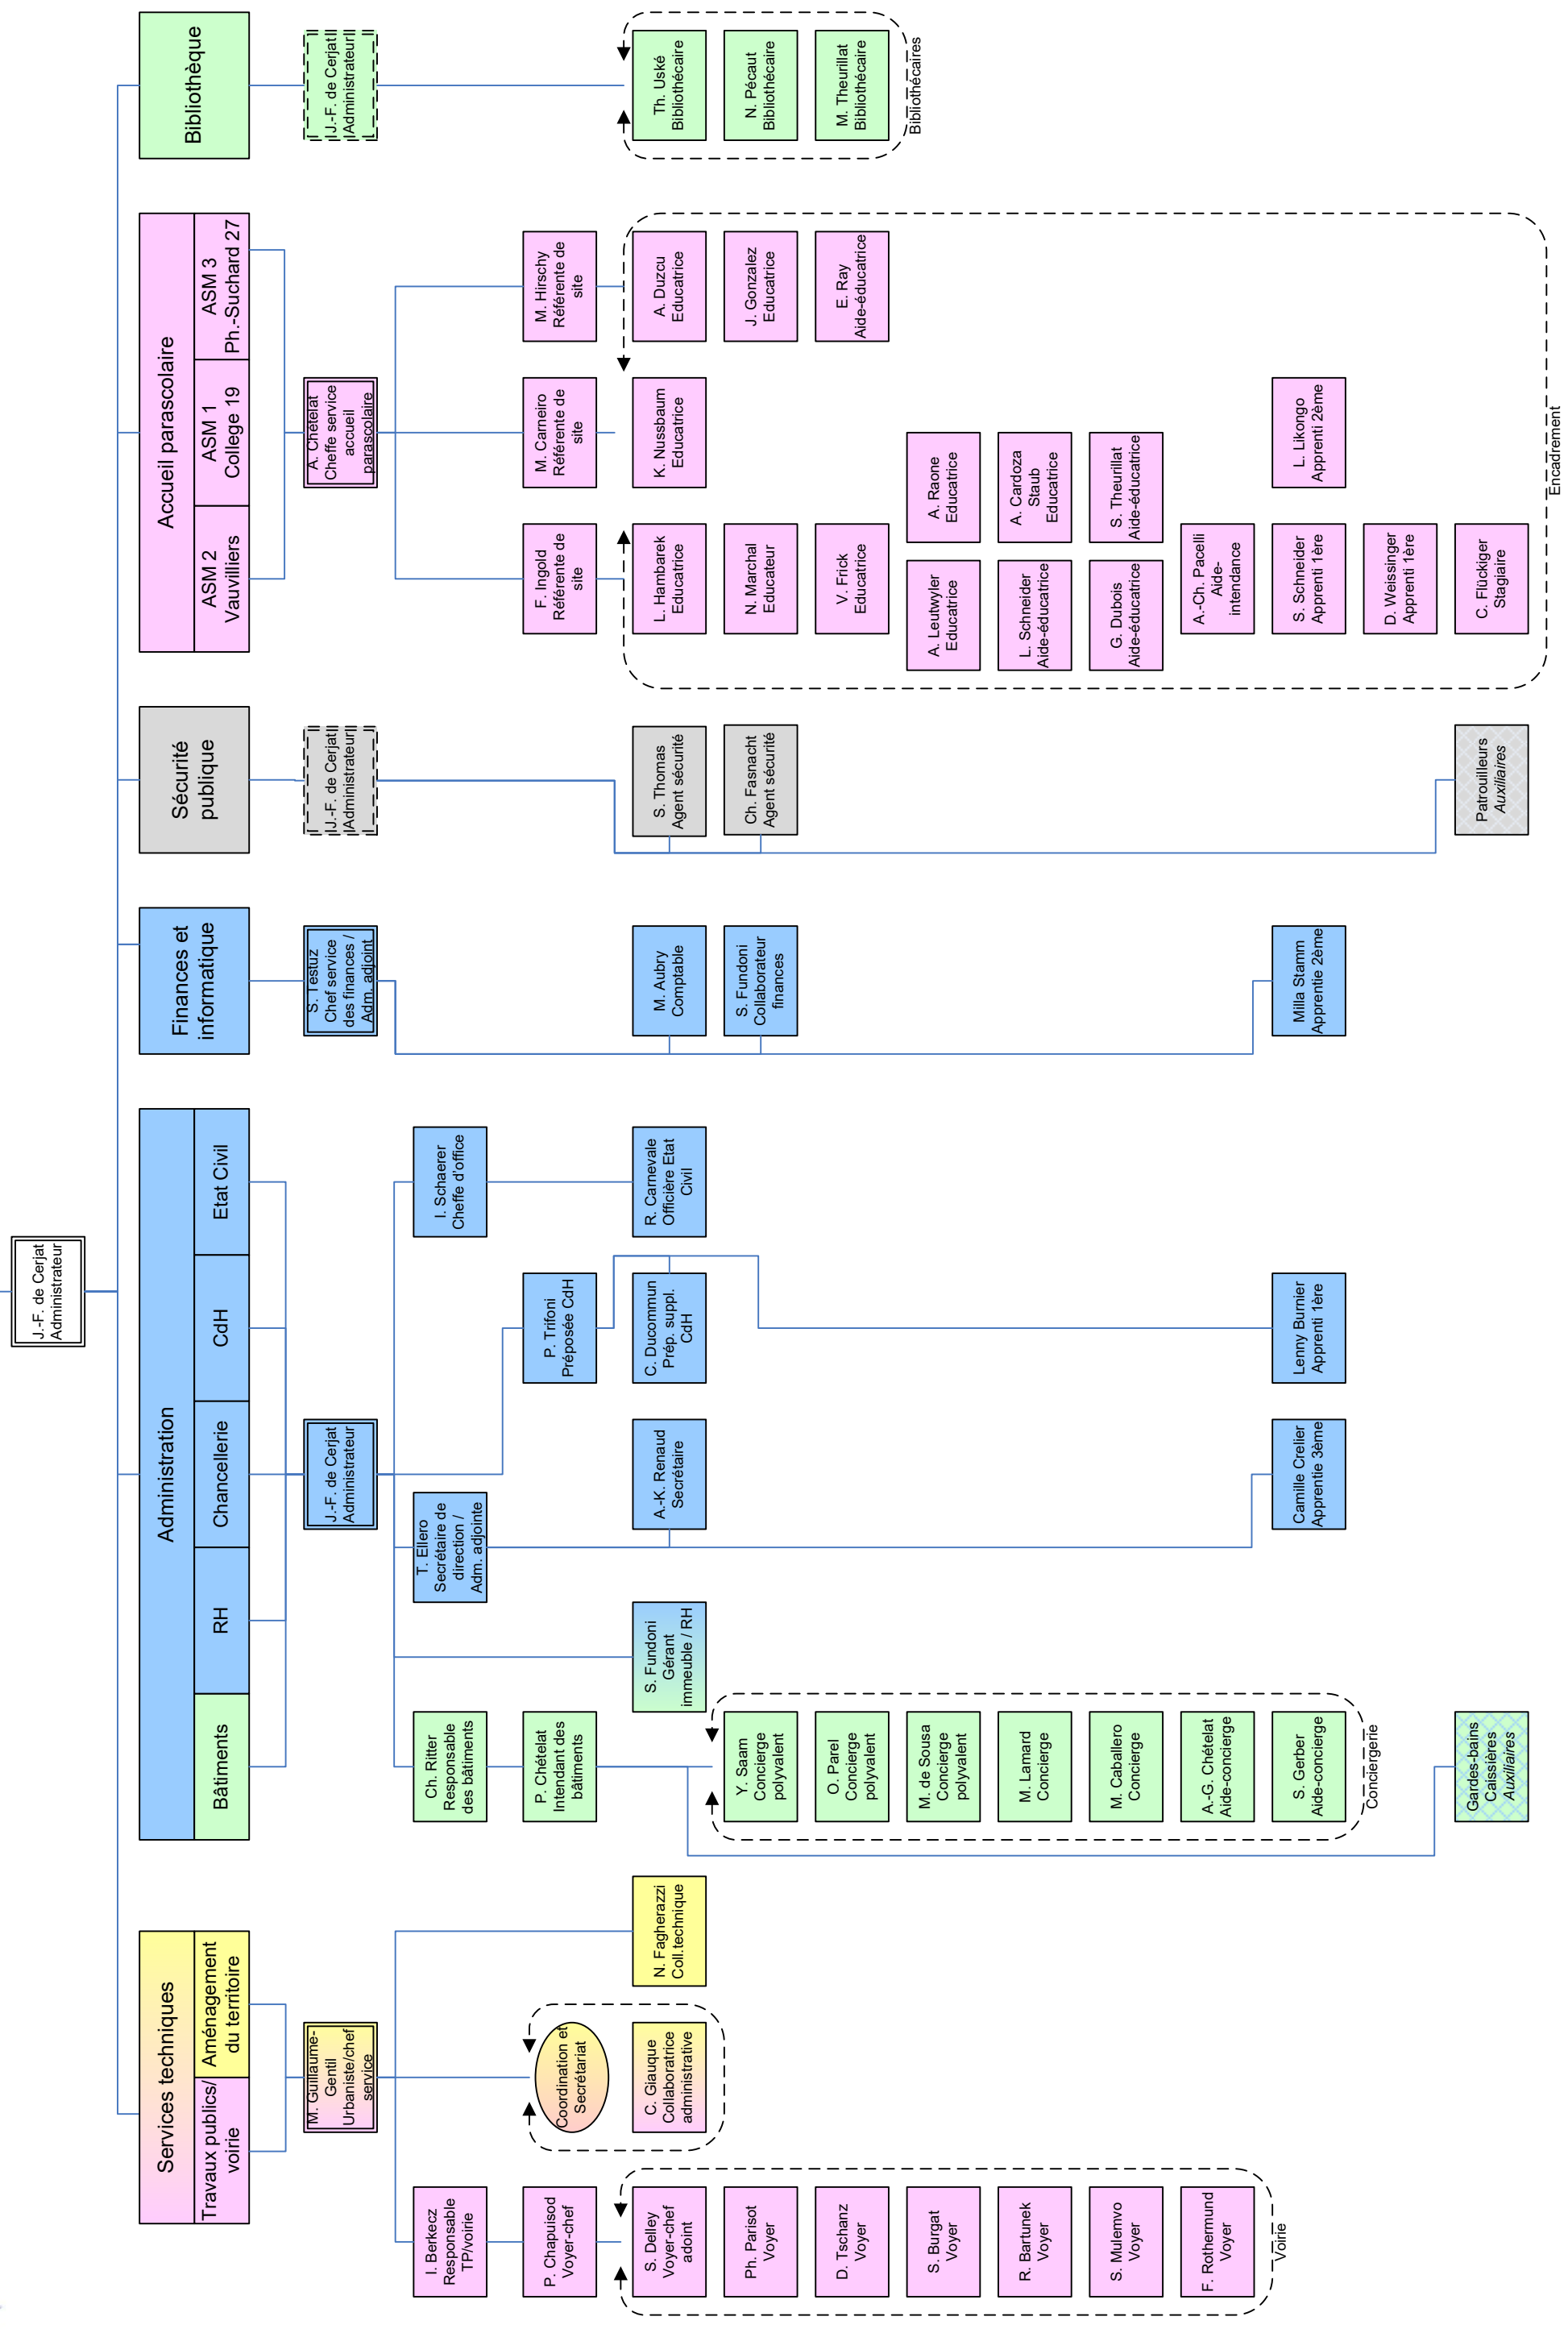 J.-F. de Cerjat
Administrateur
Services techniques
Travaux publics/
voirie
Aménagement
du territoire
Administration
Bâtiments
RH
Chancellerie
CdH
Etat Civil
Finances et
informatique
Sécurité
publique
Accueil parascolaire
ASM 2
Vauvilliers
ASM 1
College 19
ASM 3
Ph.-Suchard 27
Bibliothèque
M. Guillaume-
Gentil
Urbaniste/chef
service
J.-F. de Cerjat
Administrateur
S. Testuz
Chef service
des finances /
Adm. adjoint
J.-F. de Cerjat
Administrateur
A. Chételat
Cheffe service
accueil
parascolaire
J.-F. de Cerjat
Administrateur
I. Berkecz
Responsable
TP/voirie
Ch. Ritter
Responsable
des bâtiments
T. Ellero
Secrétaire de
direction /
Adm. adjointe
I. Schaerer
Cheffe d'office
P. Chapuisod
Voyer-chef
Coordination et
Secrétariat
P. Chételat
Intendant des
bâtiments
P. Trifoni
Préposée CdH
F. Ingold
Référente de
site
M. Carneiro
Référente de
site
M. Hirschy
Référente de
site
S. Delley
Voyer-chef
adoint
C. Giauque
Collaboratrice
administrative
N. Fagherazzi
Coll.technique
S. Fundoni
Gérant
immeuble / RH
A.-K. Renaud
Secrétaire
C. Ducommun
Prép. suppl.
CdH
R. Carnevale
Officière Etat
Civil
M. Aubry
Comptable
S. Thomas
Agent sécurité
L. Hambarek
Educatrice
K. Nussbaum
Educatrice
A. Duzcu
Educatrice
Th. Uské
Bibliothécaire
Ph. Parisot
Voyer
Y. Saam
Concierge
polyvalent
S. Fundoni
Collaborateur
finances
Ch. Fasnacht
Agent sécurité
N. Marchal
Educateur
J. Gonzalez
Educatrice
N. Pécaut
Bibliothécaire
D. Tschanz
Voyer
O. Parel
Concierge
polyvalent
V. Frick
Educatrice
E. Ray
Aide-éducatrice
M. Theurillat
Bibliothécaire
Bibliothécaires
S. Burgat
Voyer
M. de Sousa
Concierge
polyvalent
A. Leutwyler
Educatrice
A. Raone
Educatrice
R. Bartunek
Voyer
M. Lamard
Concierge
L. Schneider
Aide-éducatrice
A. Cardoza
Staub
Educatrice
S. Mulemvo
Voyer
M. Caballero
Concierge
G. Dubois
Aide-éducatrice
S. Theurillat
Aide-éducatrice
F. Rothermund
Voyer
A.-G. Chételat
Aide-concierge
A.-Ch. Pacelli
Aide-
intendance
Voirie
S. Gerber
Aide-concierge
Camille Crelier
Apprentie 3ème
Lenny Burnier
Apprenti 1ère
Milla Stamm
Apprentie 2ème
S. Schneider
Apprenti 1ère
L. Likongo
Apprenti 2ème
Conciergerie
D. Weissinger
Apprenti 1ère
Gardes-bains
Caissières
Auxiliaires
Patrouilleurs
Auxiliaires
C. Flückiger
Stagiaire
Encadrement